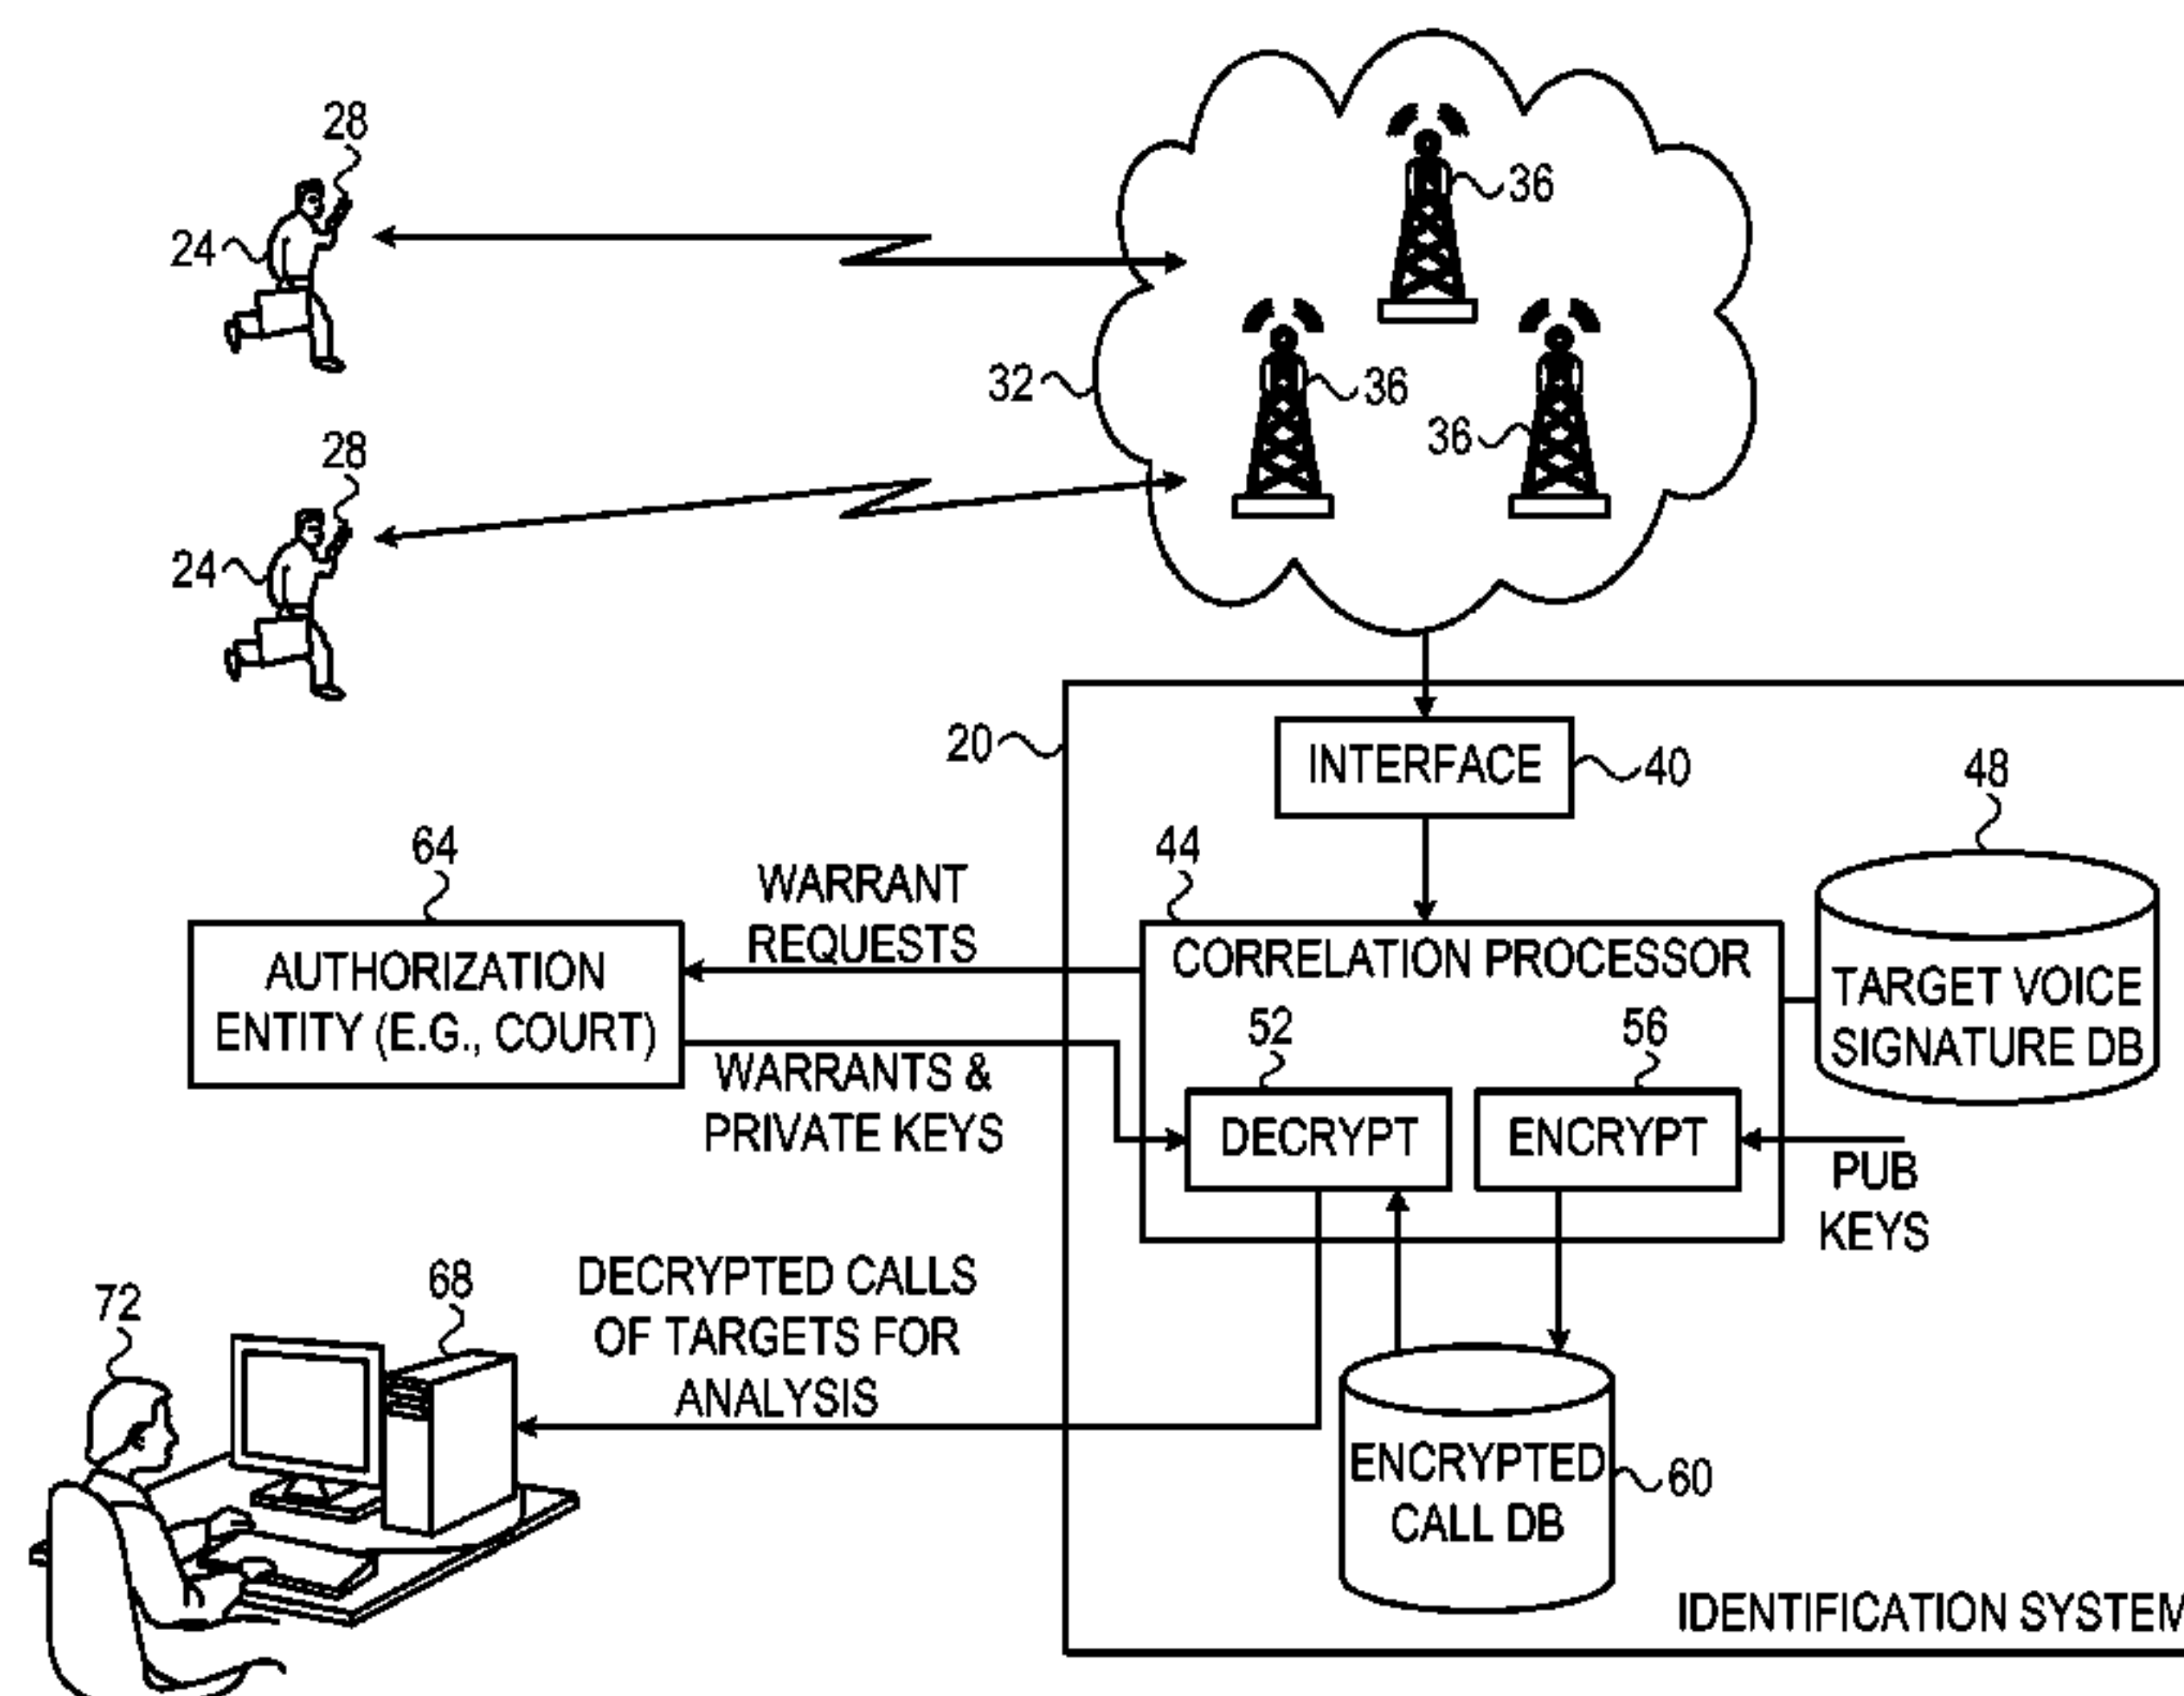 28
24
36
32
36
36
28
24
20
INTERFACE
40
48
64
WARRANT
REQUESTS
44
AUTHORIZATION
ENTITY (E.G., COURT)
CORRELATION PROCESSOR
TARGET VOICE
SIGNATURE DB
52
56
WARRANTS &
PRIVATE KEYS
DECRYPT
ENCRYPT
PUB
KEYS
72
68
DECRYPTED CALLS
OF TARGETS FOR
ANALYSIS
ENCRYPTED
CALL DB
60
IDENTIFICATION SYSTEM